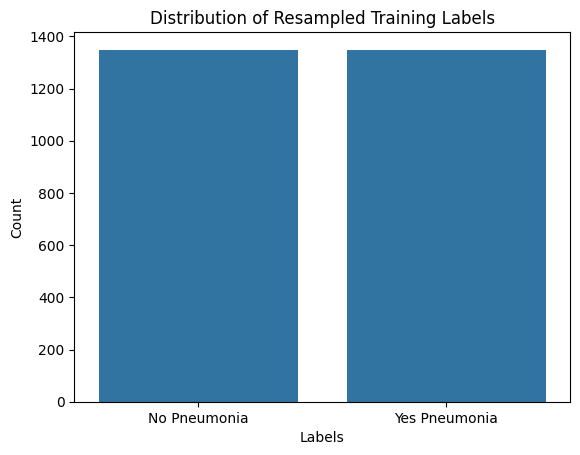 Distribution of Resampled Training Labels
1400
1200
1000
800
600
400
200
0
Count
No Pneumonia Yes Pneumonia
Labels